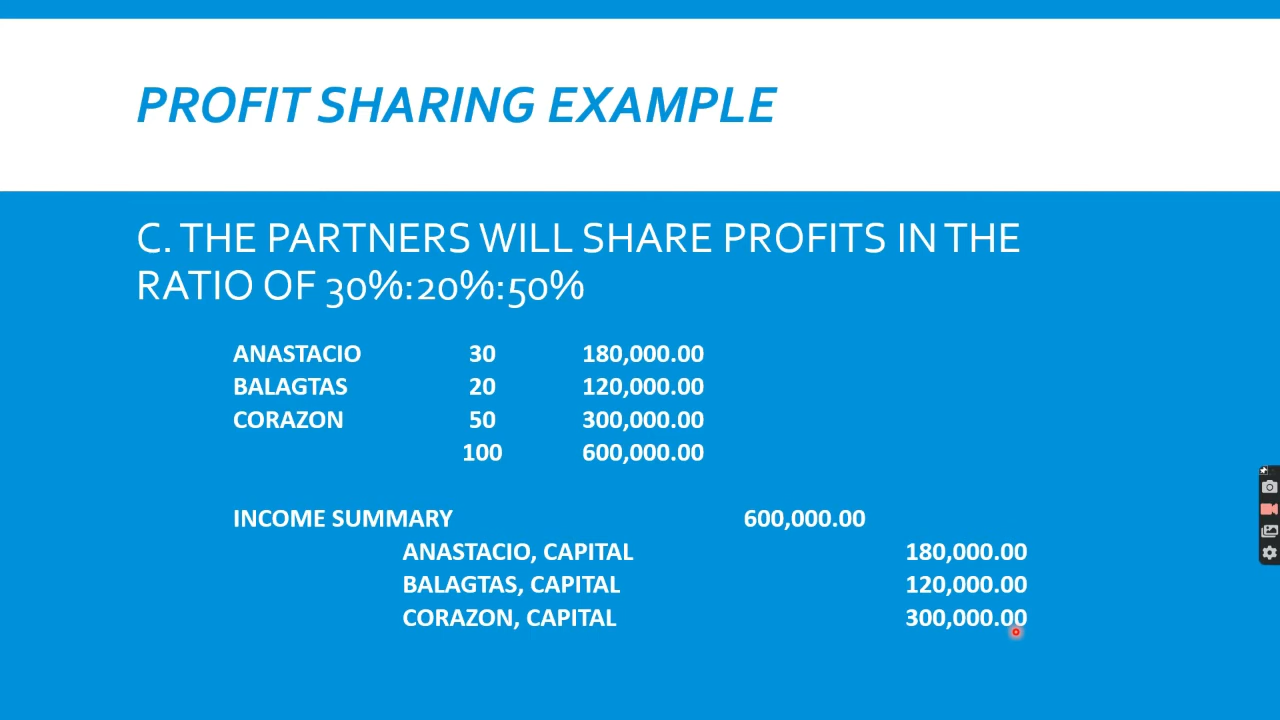 PROFIT SHARING EXAMPLE
C. THE PARTNERS WILL SHARE PROFITS IN THE
RATIO OF 30%:20%:50%
ANASTACIO 30 180,000.00
BALAGTAS 20 120,000.00
CORAZON 50 300,000.00
100 600,000.00
INCOME SUMMARY 600,000.00
ANASTACIO, CAPITAL 180,000.00
BALAGTAS, CAPITAL 120,000.00
CORAZON, CAPITAL 300,000.00